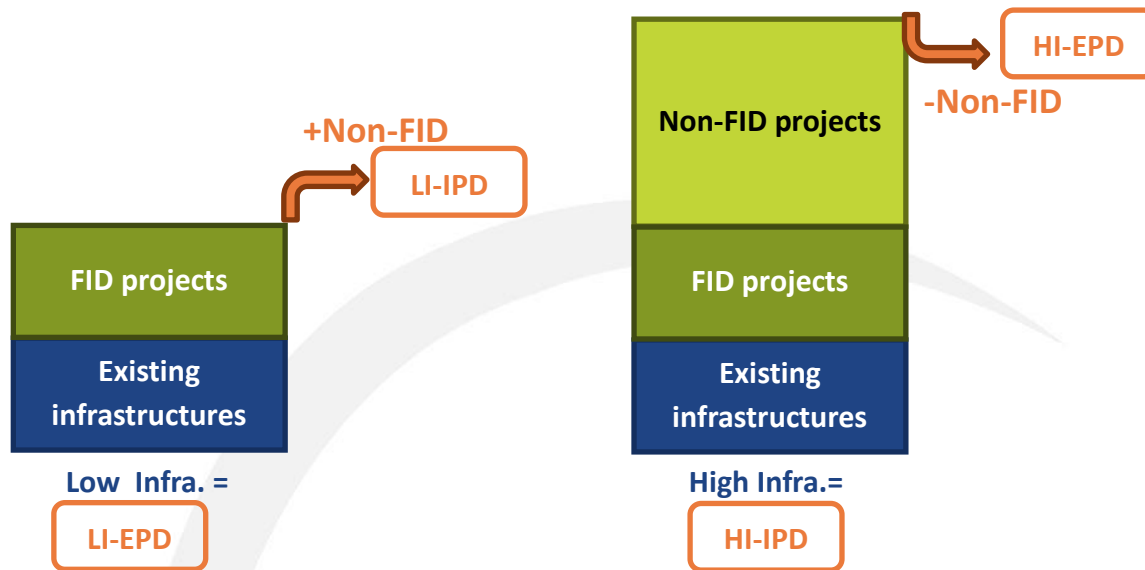 +Non-FID
LI-IPD
FID projects
Existing
infrastructures
Low Infra. =
LI-EPD
HI-EPD
-Non-FID
Non-FID projects
FID projects
Existing
infrastructures
High Infra.=
HI-IPD